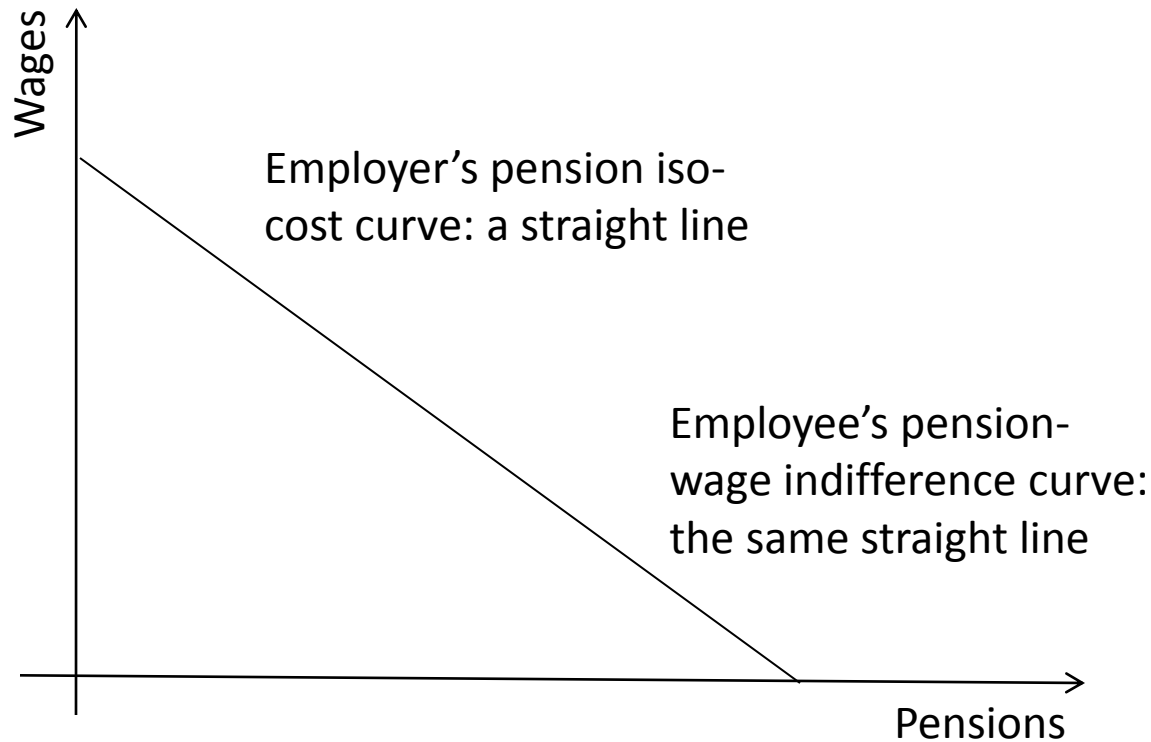 Wages
Employer’s pension iso-
cost curve: a straight line
Employee’s pension-
wage indifference curve:
the same straight line
Pensions